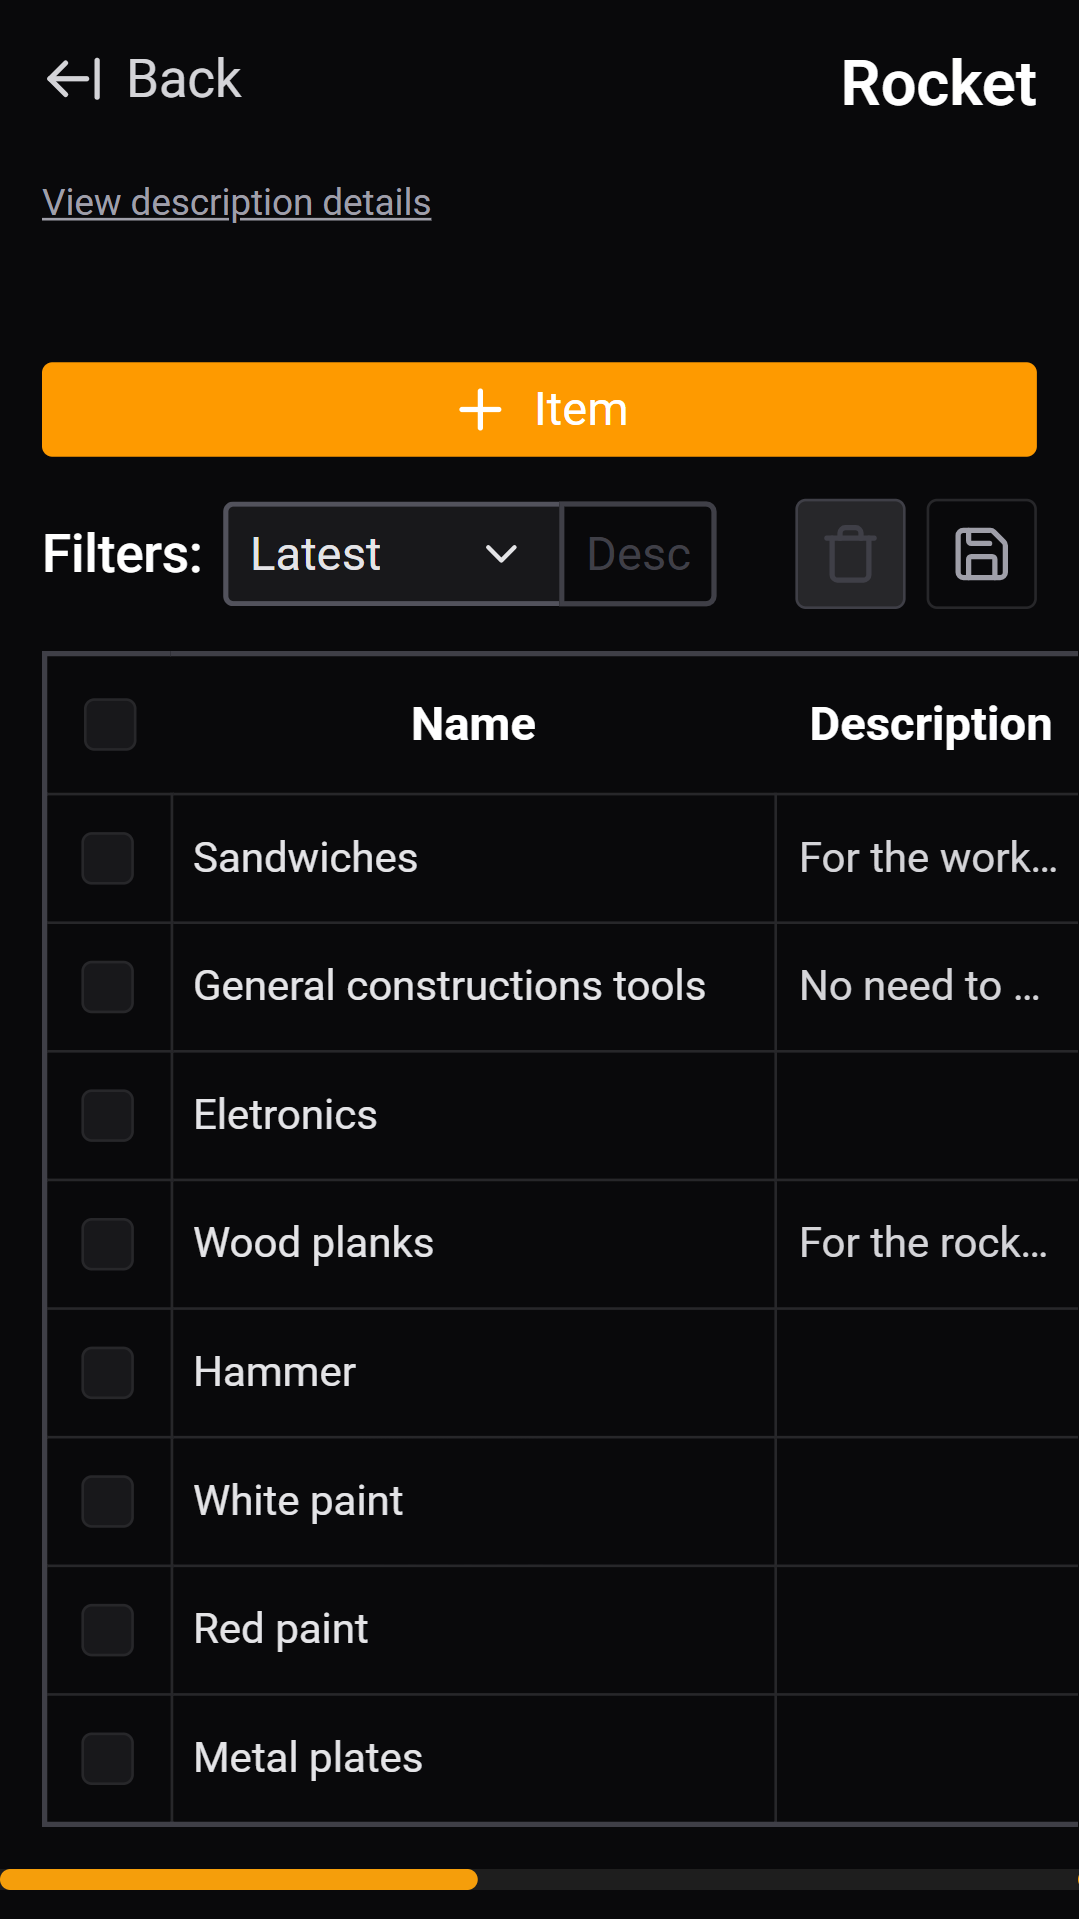 Back
Rocket
View description details
Item
Filters:
Latest
Desc
Name
Description
Sandwiches
For the work...
General constructions tools
No need to ...
Eletronics
Wood planks
For the rock...
Hammer
White paint
Red paint
Metal plates